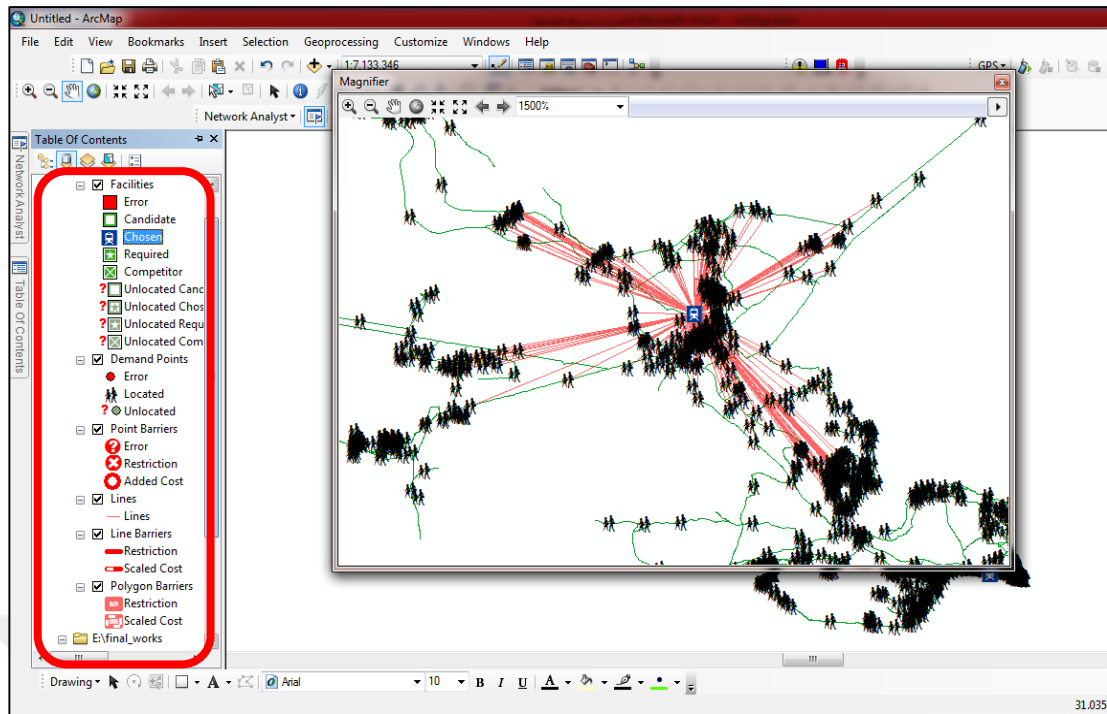 Untitled - ArcMap
File Edit View Bookmarks Insert Selection Geoprocessing Customize Windows Help
1:7.133.346
GPS
Network Analyst
Magnifier
1500%
Table Of Contents
Network Analyst
Table Of Contents
Facilities
Error
Candidate
Chosen
Required
Competitor
Unlocated Canc
Unlocated Chos
Unlocated Requ
Unlocated Com
Demand Points
Error
Located
Unlocated
Point Barriers
Error
Restriction
Added Cost
Lines
Lines
Line Barriers
Restriction
Scaled Cost
Polygon Barriers
Restriction
Scaled Cost
E:\final_works
Drawing A Arial 10 B I U A
31.035